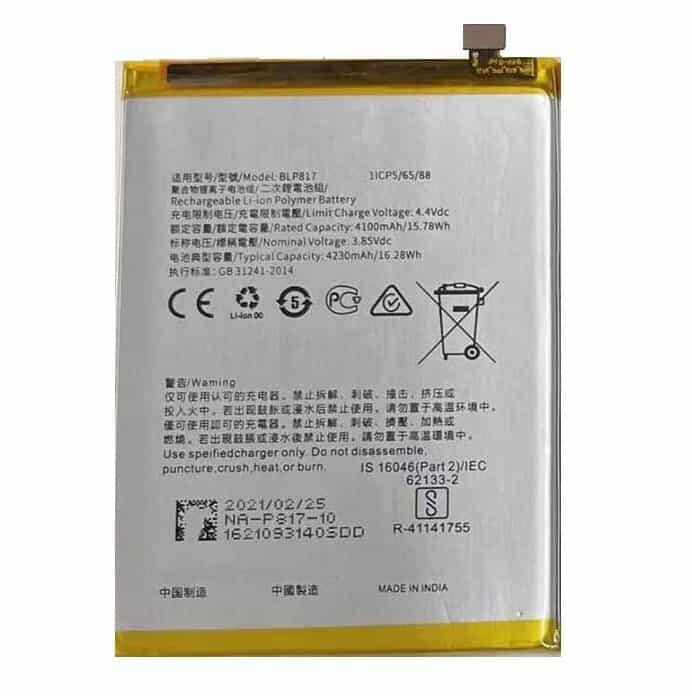 适用型号/型號/Model: BLP817 1ICP5/65/88
聚合物锂离子电池组/二次鋰電池組/
Rechargeable Li-ion Polymer Battery
充电限制电压/充電限制電壓/Limit Charge Voltage: 4.4Vdc
额定容量/額定電容量/Rated Capacity: 4100mAh/15.78Wh
标称电压/標稱電壓/Nominal Voltage: 3.85Vdc
电池典型容量/Typical Capacity: 4230mAh/16.28Wh
执行标准: GB 31241-2014
CE
Li-ion 00
5
警告/Waming
仅可使用认可的充电器。禁止拆解、刺破、撞击、挤压或
投入火中。若出现鼓胀或浸水后禁止使用。请勿置于高温环境中。
僅可使用認可的充電器。禁止拆解、刺破、擠壓、加熱或
燃燒。若出現鼓脹或浸水後禁止使用。請勿置於高溫環境中。
Use speifiedcharger only. Do not disassemble,
puncture,crush,heat,or burn.
IS 16046(Part 2)/IEC
62133-2
R-41141755
2021/02/25
NA-P817-10
1621093140SDD
中国制造 中國製造 MADE IN INDIA